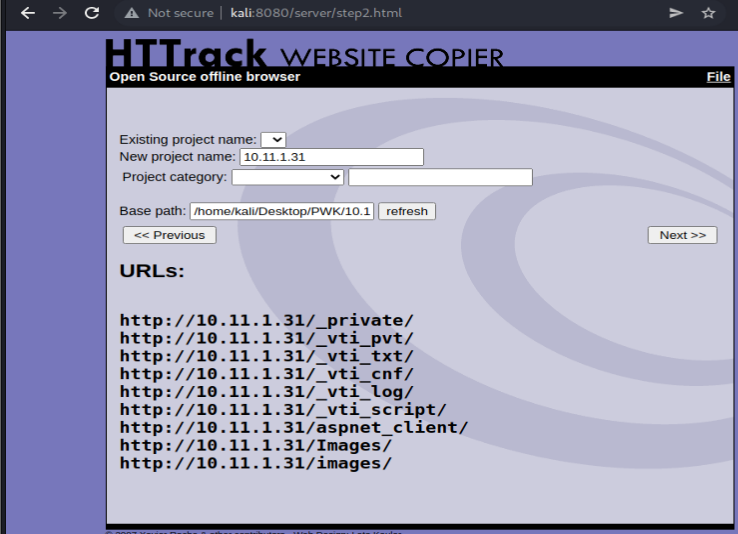 Not secure | kali:8080/server/step2.html
HTTrack WEBSITE COPIER
Open Source offline browser File
Existing project name:
New project name: 10.11.1.31
Project category:
Base path: /home/kali/Desktop/PWK/10.1 refresh
<< Previous Next >>
URLs:
http://10.11.1.31/_private/
http://10.11.1.31/_vti_pvt/
http://10.11.1.31/_vti_txt/
http://10.11.1.31/_vti_cnf/
http://10.11.1.31/_vti_log/
http://10.11.1.31/_vti_script/
http://10.11.1.31/aspnet_client/
http://10.11.1.31/Images/
http://10.11.1.31/images/